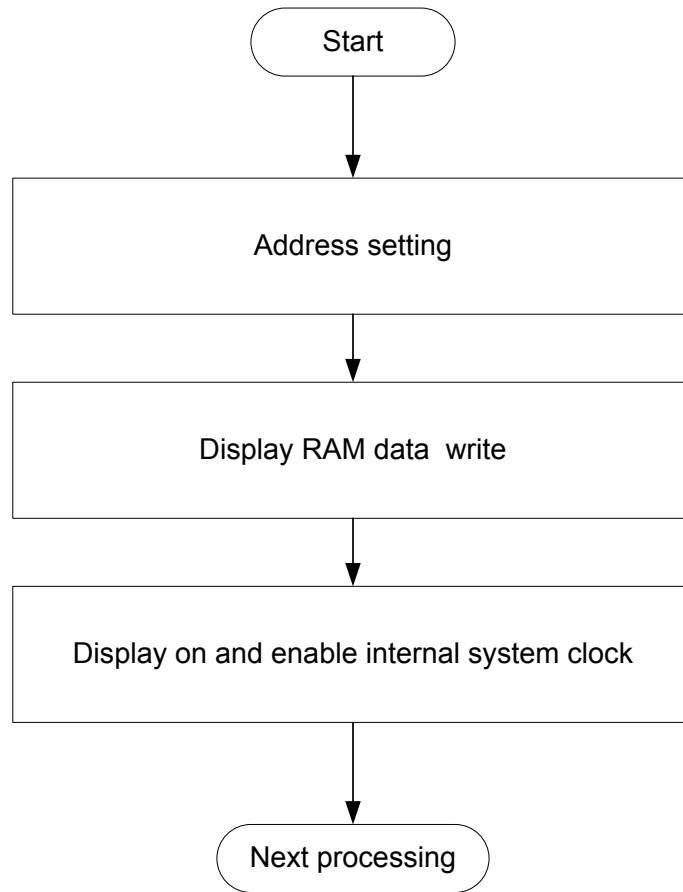 Start
Address setting
Display RAM data  write
Display on and enable internal system clock
Next processing